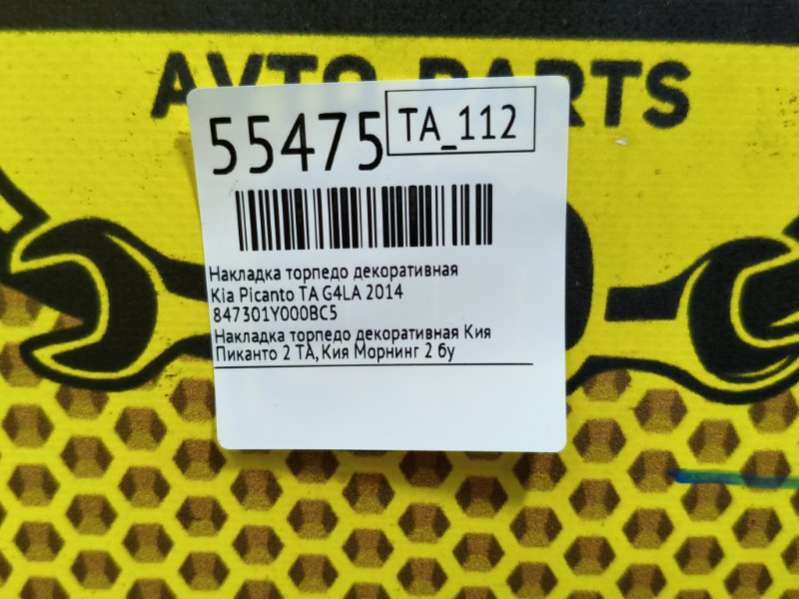 AVTO PARTS
55475
TA_112
Накладка торпедо декоративная
Kia Picanto TA G4LA 2014
847301Y000BC5
Накладка торпедо декоративная Кия
Пиканто 2 ТА, Кия Морнинг 2 бу